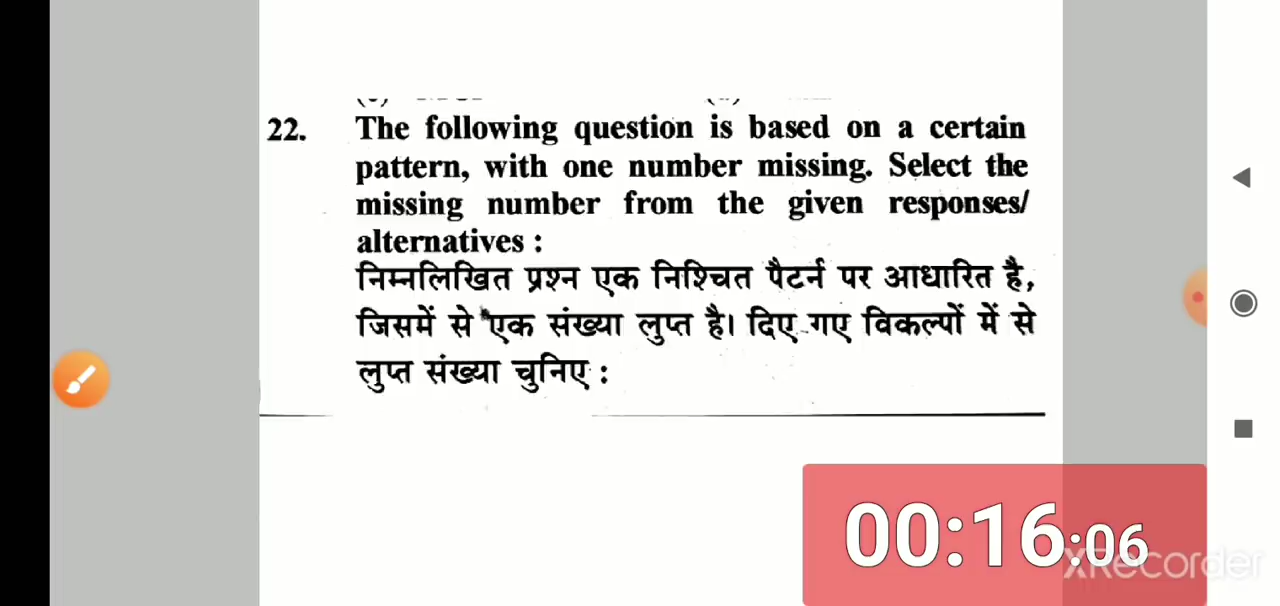 22. The following question is based on a certain
pattern, with one number missing. Select the
missing number from the given responses/
alternatives :
निम्नलिखित प्रश्न एक निश्चित पैटर्न पर आधारित है,
जिसमें से एक संख्या लुप्त है। दिए गए विकल्पों में से
लुप्त संख्या चुनिए :
00:16:06
XRecorder